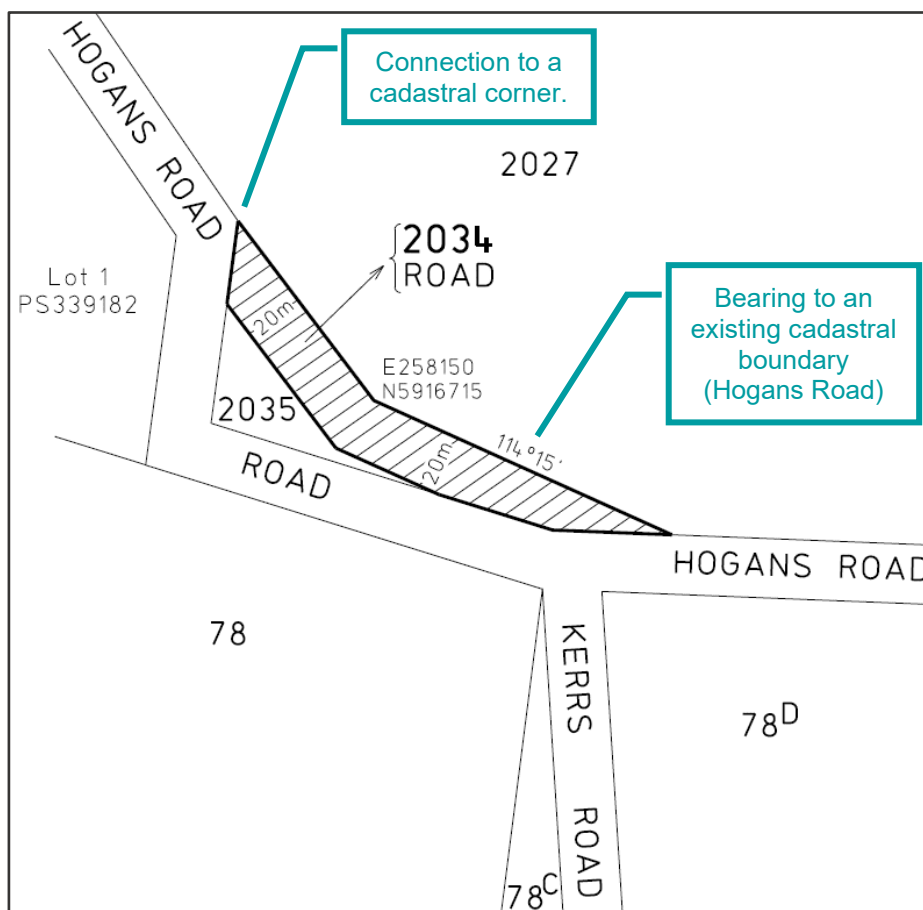 HOGANS ROAD
Connection to a
cadastral corner.
2027
2034
ROAD
Lot 1
PS339182
20m
Bearing to an
existing cadastral
boundary
(Hogans Road)
E258150
N5916715
2035
114°15'
20m
ROAD
HOGANS ROAD
78
KERRS ROAD
78D
78C